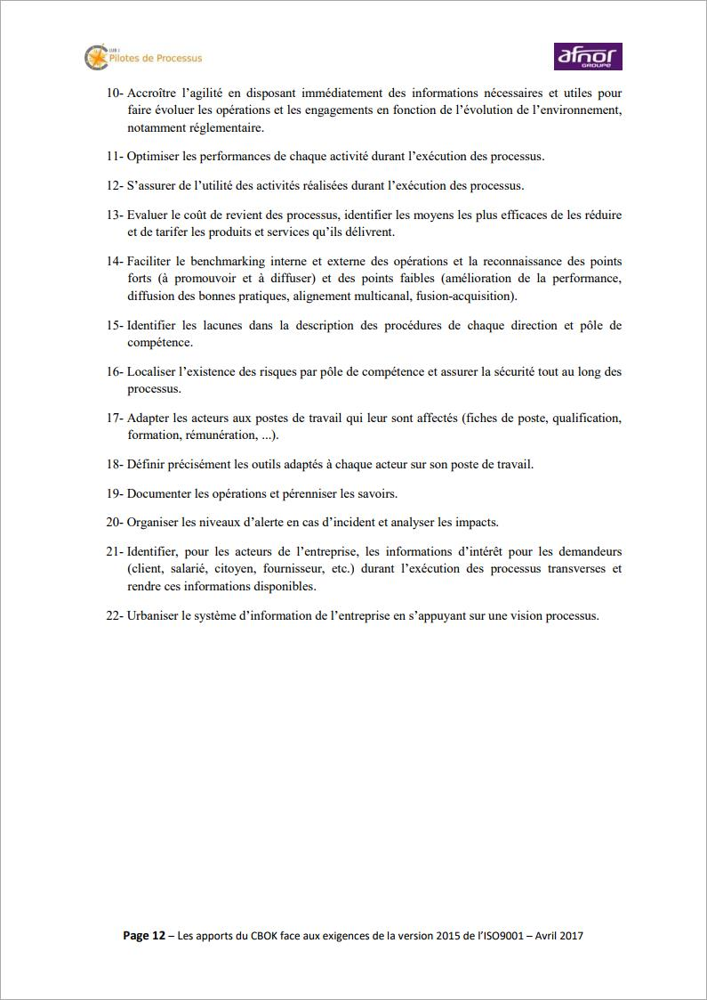 CLUB DES
Pilotes de Processus
afnor
GROUPE
10- Accroître l’agilité en disposant immédiatement des informations nécessaires et utiles pour
faire évoluer les opérations et les engagements en fonction de l’évolution de l’environnement,
notamment réglementaire.
11- Optimiser les performances de chaque activité durant l’exécution des processus.
12- S’assurer de l’utilité des activités réalisées durant l’exécution des processus.
13- Evaluer le coût de revient des processus, identifier les moyens les plus efficaces de les réduire
et de tarifer les produits et services qu’ils délivrent.
14- Faciliter le benchmarking interne et externe des opérations et la reconnaissance des points
forts (à promouvoir et à diffuser) et des points faibles (amélioration de la performance,
diffusion des bonnes pratiques, alignement multicanal, fusion-acquisition).
15- Identifier les lacunes dans la description des procédures de chaque direction et pôle de
compétence.
16- Localiser l’existence des risques par pôle de compétence et assurer la sécurité tout au long des
processus.
17- Adapter les acteurs aux postes de travail qui leur sont affectés (fiches de poste, qualification,
formation, rémunération, ...).
18- Définir précisément les outils adaptés à chaque acteur sur son poste de travail.
19- Documenter les opérations et pérenniser les savoirs.
20- Organiser les niveaux d’alerte en cas d’incident et analyser les impacts.
21- Identifier, pour les acteurs de l’entreprise, les informations d’intérêt pour les demandeurs
(client, salarié, citoyen, fournisseur, etc.) durant l’exécution des processus transverses et
rendre ces informations disponibles.
22- Urbaniser le système d’information de l’entreprise en s’appuyant sur une vision processus.
Page 12 – Les apports du CBOK face aux exigences de la version 2015 de l’ISO9001 – Avril 2017